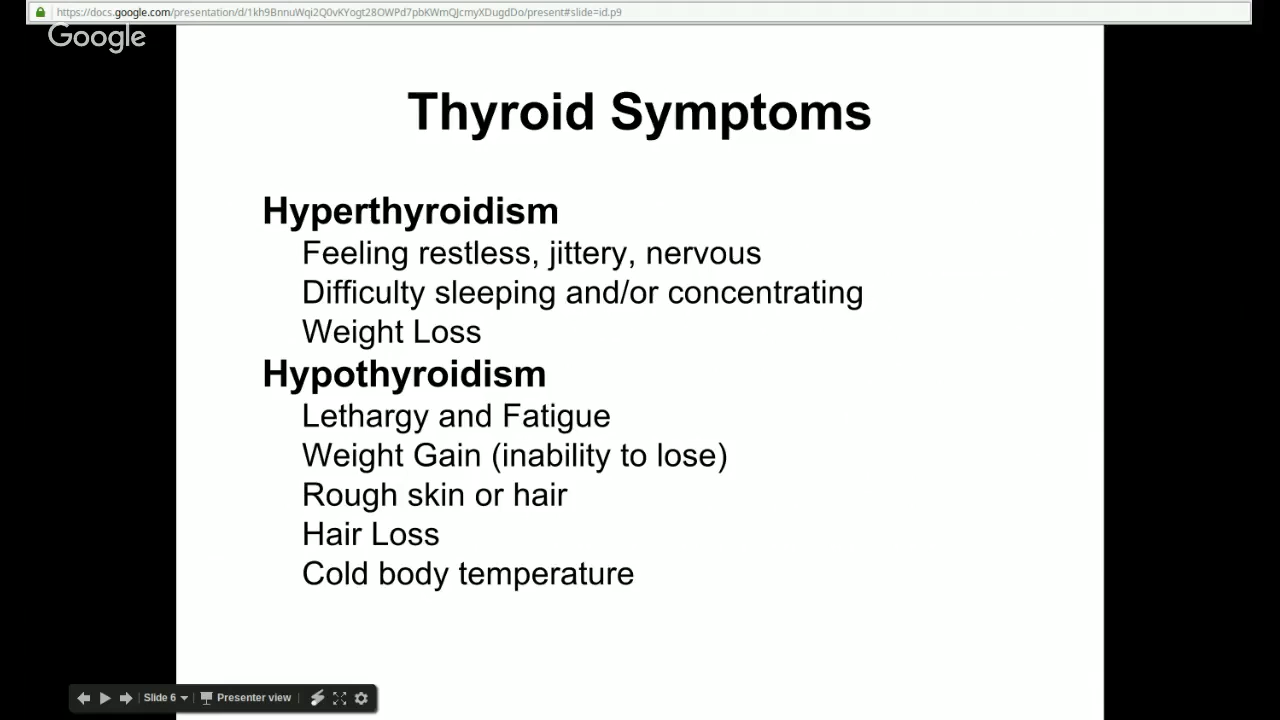 https://docs.google.com/presentation/d/1kh9BnnuWqi2Q0vKYogt28OWPd7pbKWmQJcmyXDugdDo/present#slide=id.p9
Google
Thyroid Symptoms
Hyperthyroidism
Feeling restless, jittery, nervous
Difficulty sleeping and/or concentrating
Weight Loss
Hypothyroidism
Lethargy and Fatigue
Weight Gain (inability to lose)
Rough skin or hair
Hair Loss
Cold body temperature
Slide 6 Presenter view